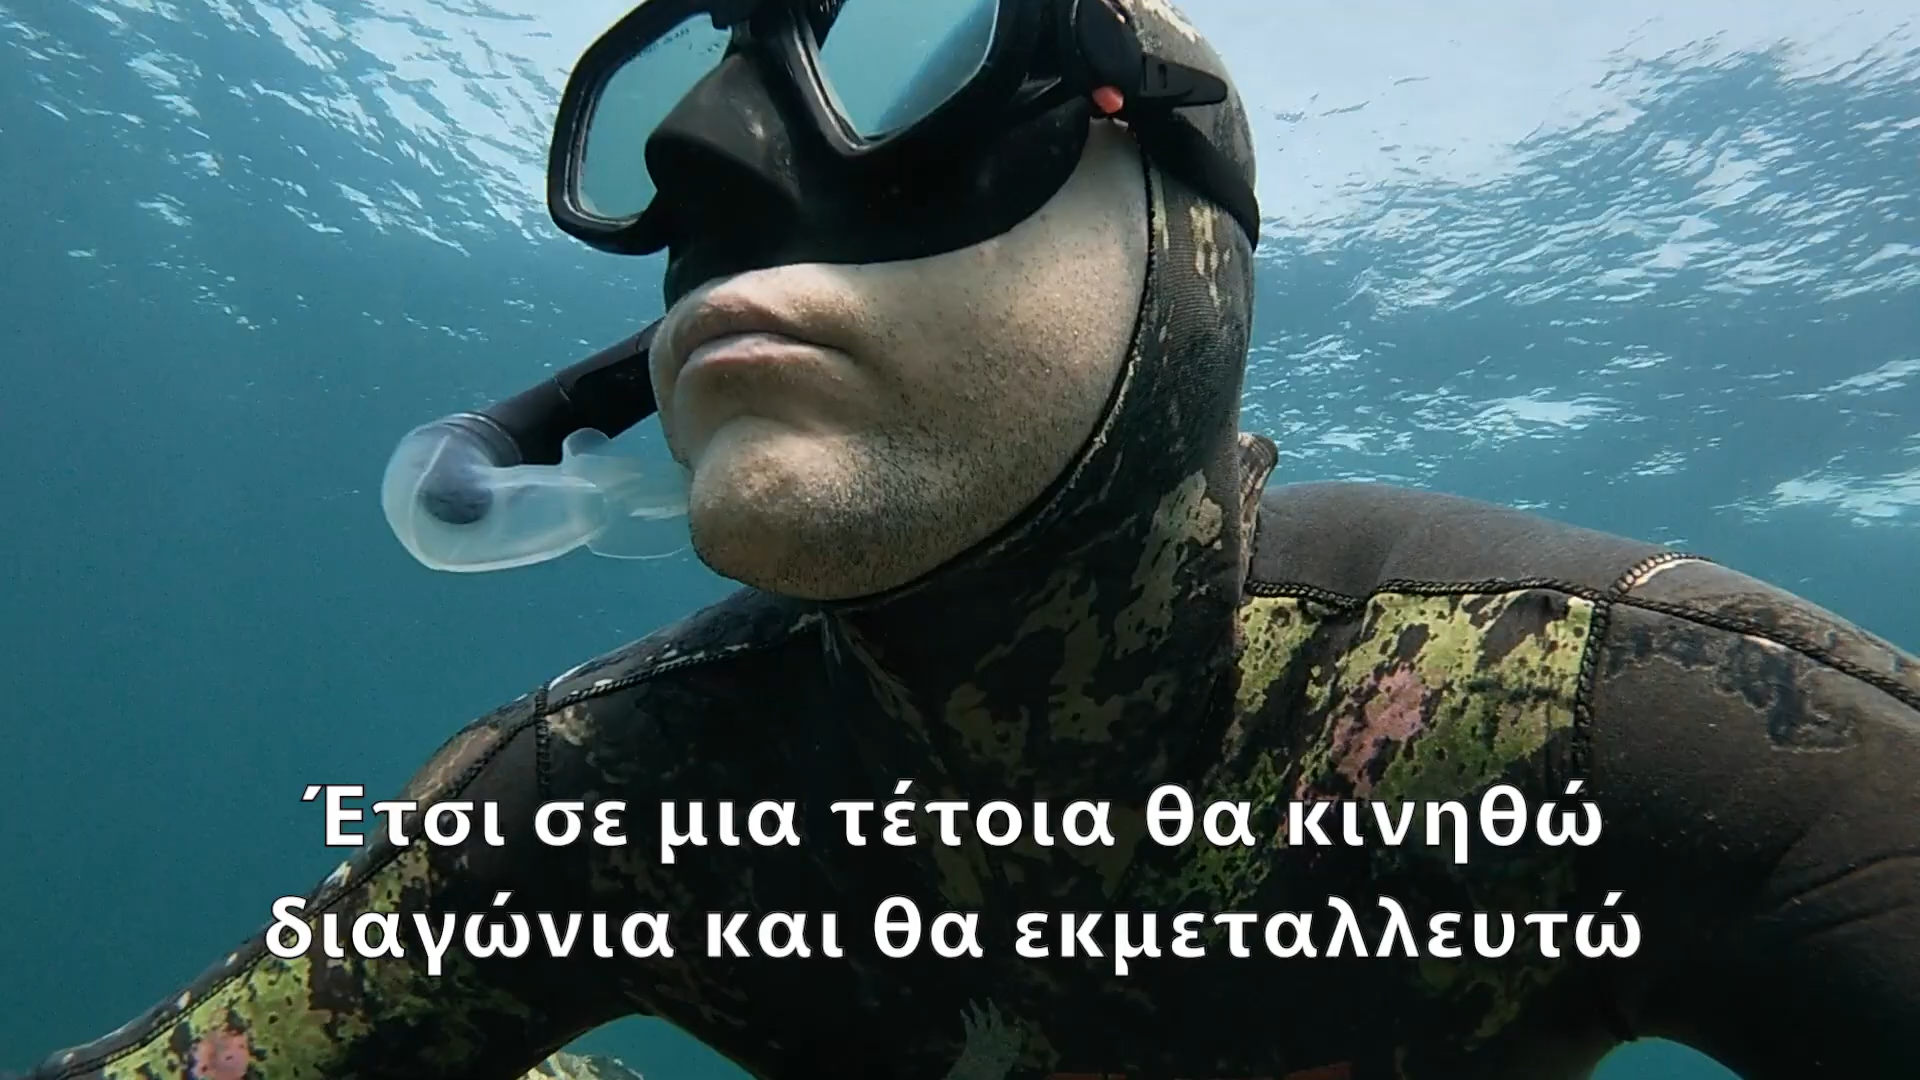 Έτσι σε μια τέτοια θα κινηθώ
διαγώνια και θα εκμεταλλευτώ